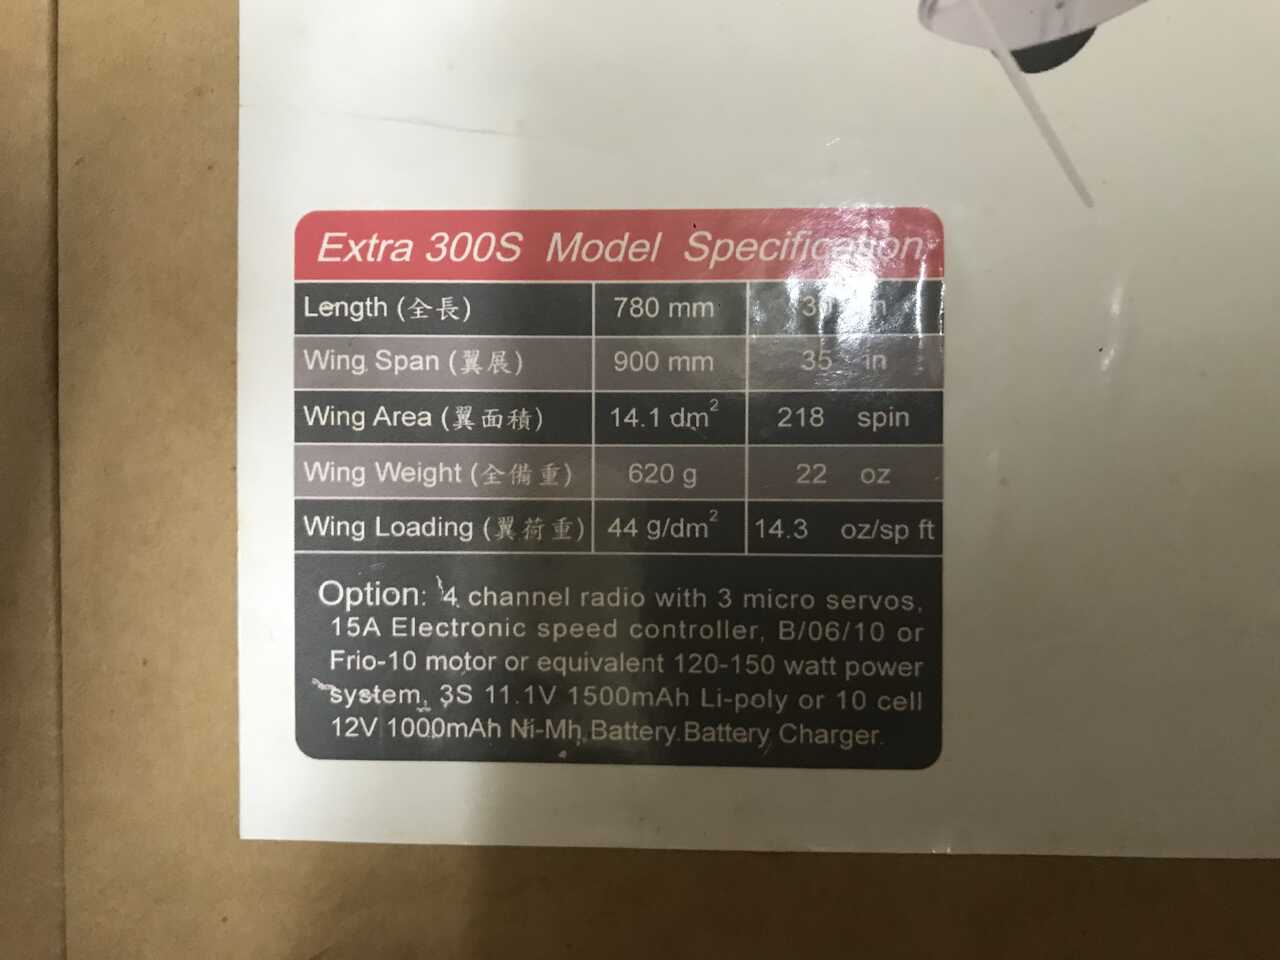 Extra 300S Model Specification
Length (全長) 780 mm
Wing Span (翼展) 900 mm 35 in
Wing Area (翼面積) 14.1 dm² 218 spin
Wing Weight (全備重) 620 g 22 oz
Wing Loading (翼荷重) 44 g/dm² 14.3 oz/sp ft
Option: 4 channel radio with 3 micro servos,
15A Electronic speed controller, B/06/10 or
Frio-10 motor or equivalent 120-150 watt power
system, 3S 11.1V 1500mAh Li-poly or 10 cell
12V 1000mAh Ni-Mh Battery.Battery Charger.